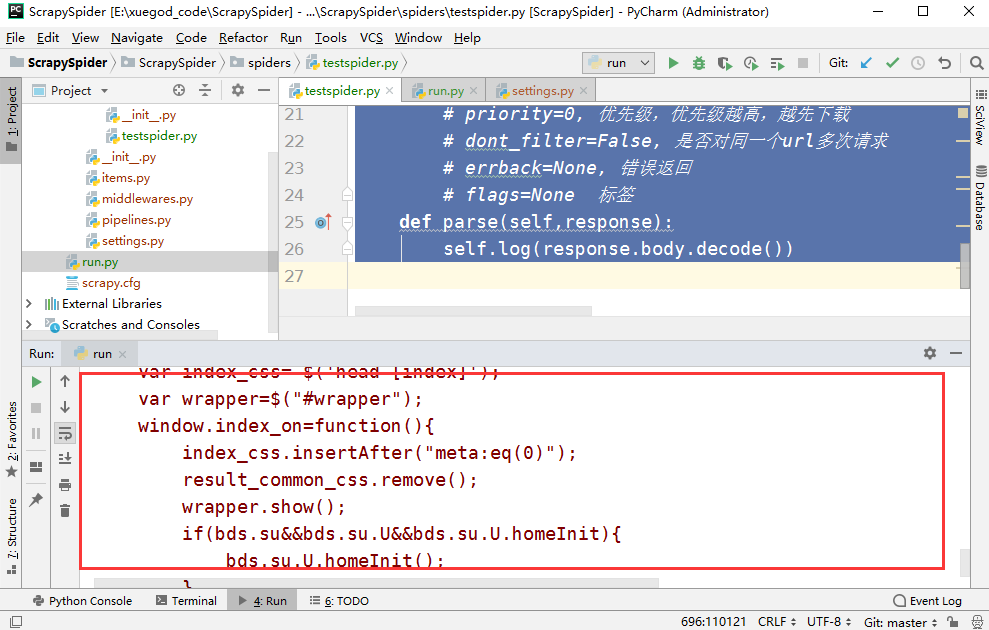 ScrapySpider [E:\xuegod_code\ScrapySpider] - ...\ScrapySpider\spiders\testspider.py [ScrapySpider] - PyCharm (Administrator)
File Edit View Navigate Code Refactor Run Tools VCS Window Help
ScrapySpider ScrapySpider spiders testspider.py run Git:
1: Project
Project
__init__.py
testspider.py
__init__.py
items.py
middlewares.py
pipelines.py
settings.py
run.py
scrapy.cfg
External Libraries
Scratches and Consoles
testspider.py run.py settings.py
21 # priority=0, 优先级，优先级越高，越先下载
22 # dont_filter=False, 是否对同一个url多次请求
23 # errback=None, 错误返回
24 # flags=None 标签
25 def parse(self,response):
26 self.log(response.body.decode())
27
SciView
Database
Run: run
var index_css= $('head [index]');
var wrapper=$("#wrapper");
window.index_on=function(){
index_css.insertAfter("meta:eq(0)");
result_common_css.remove();
wrapper.show();
if(bds.su&&bds.su.U&&bds.su.U.homeInit){
bds.su.U.homeInit();
}
2: Favorites
7: Structure
Python Console Terminal 4: Run 6: TODO Event Log
696:110121 CRLF UTF-8 Git: master